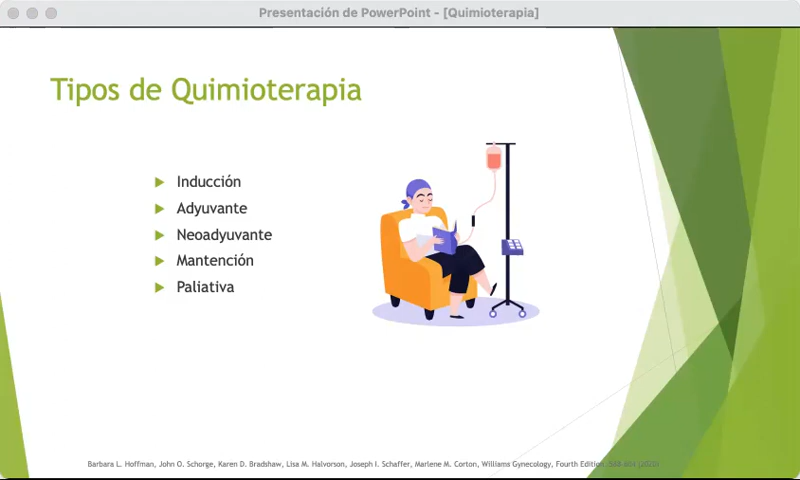 Presentación de PowerPoint - [Quimioterapia]
Tipos de Quimioterapia
Inducción
Adyuvante
Neoadyuvante
Mantención
Paliativa
Barbara L. Hoffman, John O. Schorge, Karen D. Bradshaw, Lisa M. Halvorson, Joseph I. Schaffer, Marlene M. Corton, Williams Gynecology, Fourth Edition (2020)